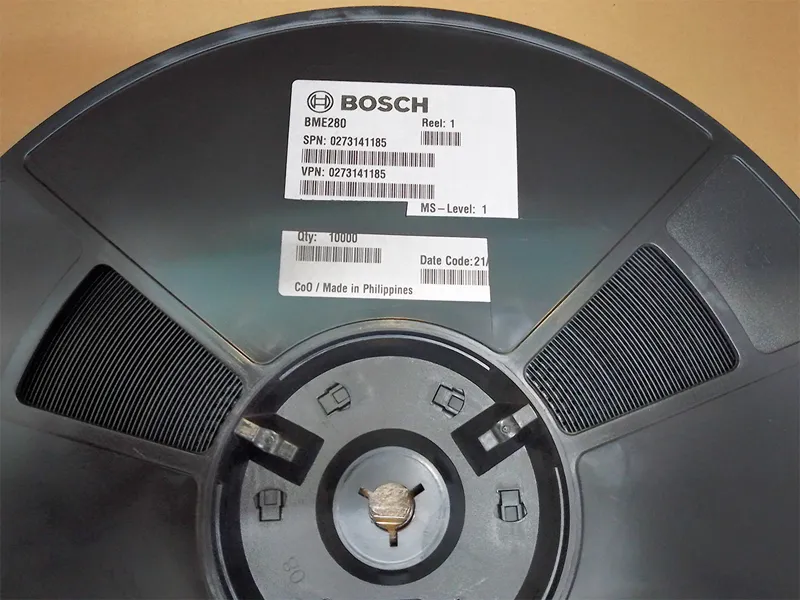 BOSCH
BME280
Reel: 1
SPN: 0273141185
VPN: 0273141185
MS-Level: 1
Qty: 10000
Date Code:21/
CoO / Made in Philippines
08